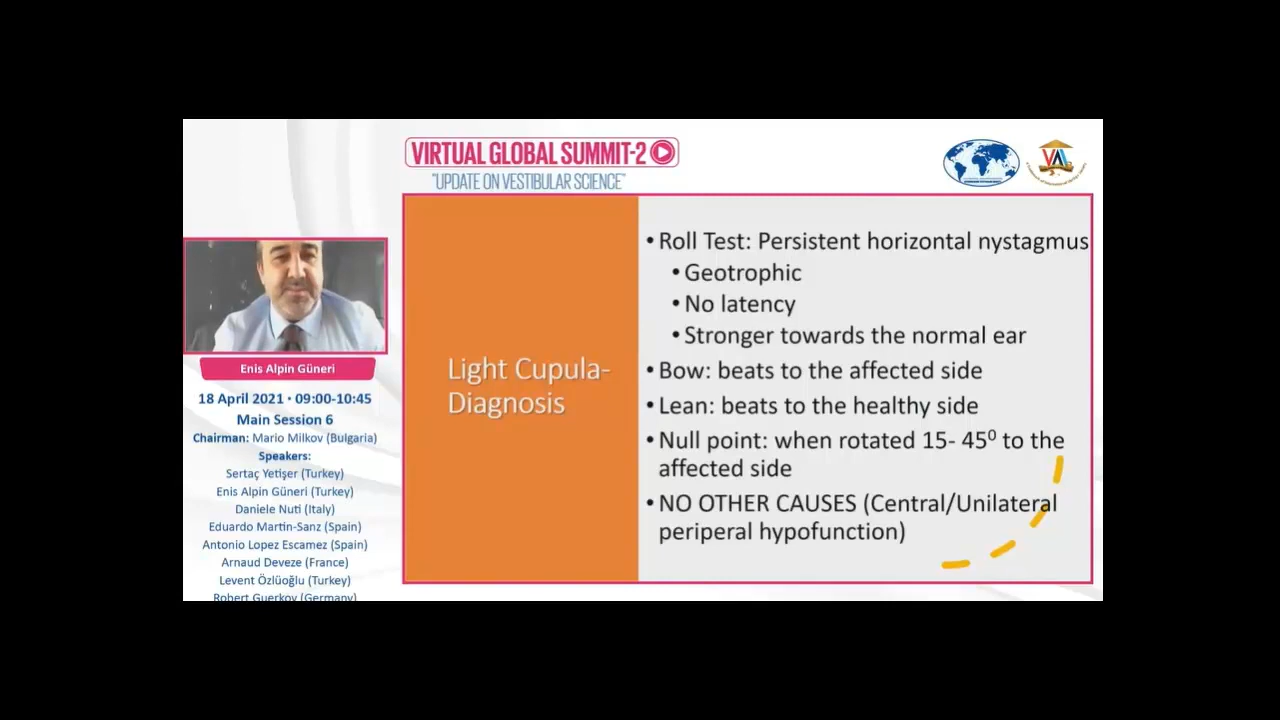 VIRTUAL GLOBAL SUMMIT-2
"UPDATE ON VESTIBULAR SCIENCE"
VAI
Enis Alpin Güneri
18 April 2021 • 09:00-10:45
Main Session 6
Chairman: Mario Milkov (Bulgaria)
Speakers:
Sertaç Yetişer (Turkey)
Enis Alpin Güneri (Turkey)
Daniele Nuti (Italy)
Eduardo Martin-Sanz (Spain)
Antonio Lopez Escamez (Spain)
Arnaud Deveze (France)
Levent Özlüoğlu (Turkey)
Robert Guerkov (Germany)
Light Cupula-
Diagnosis
• Roll Test: Persistent horizontal nystagmus
• Geotrophic
• No latency
• Stronger towards the normal ear
• Bow: beats to the affected side
• Lean: beats to the healthy side
• Null point: when rotated 15- 45⁰ to the
affected side
• NO OTHER CAUSES (Central/Unilateral
periperal hypofunction)